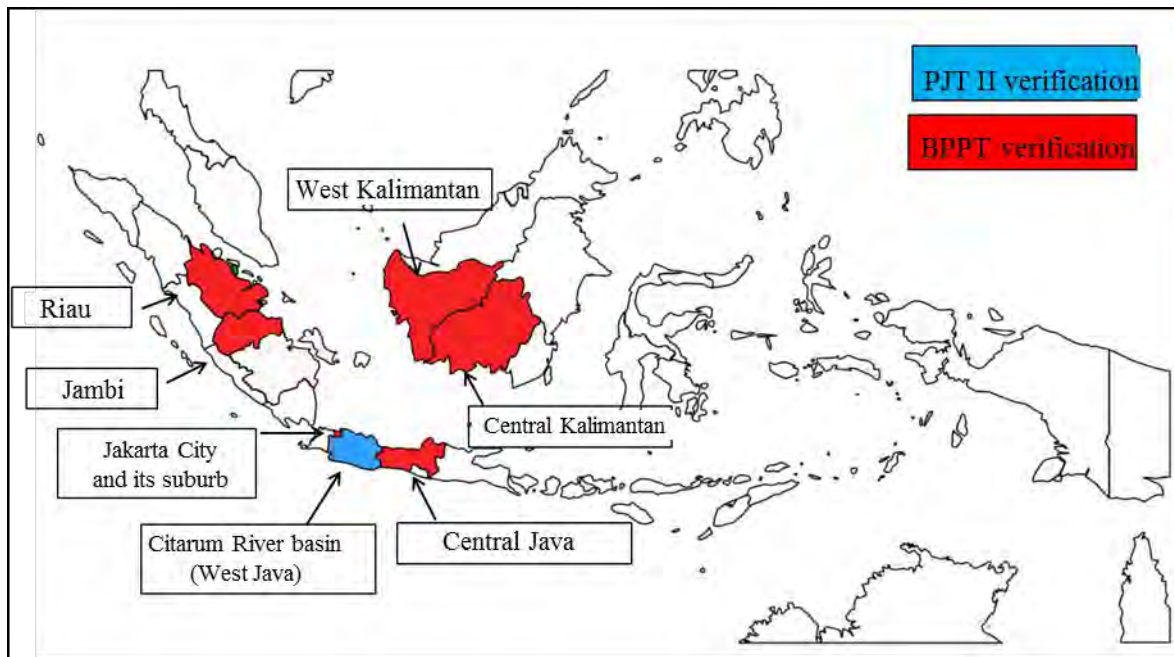 PJT II verification
BPPT verification
West Kalimantan
Riau
Jambi
Central Kalimantan
Jakarta City
and its suburb
Citarum River basin
(West Java)
Central Java